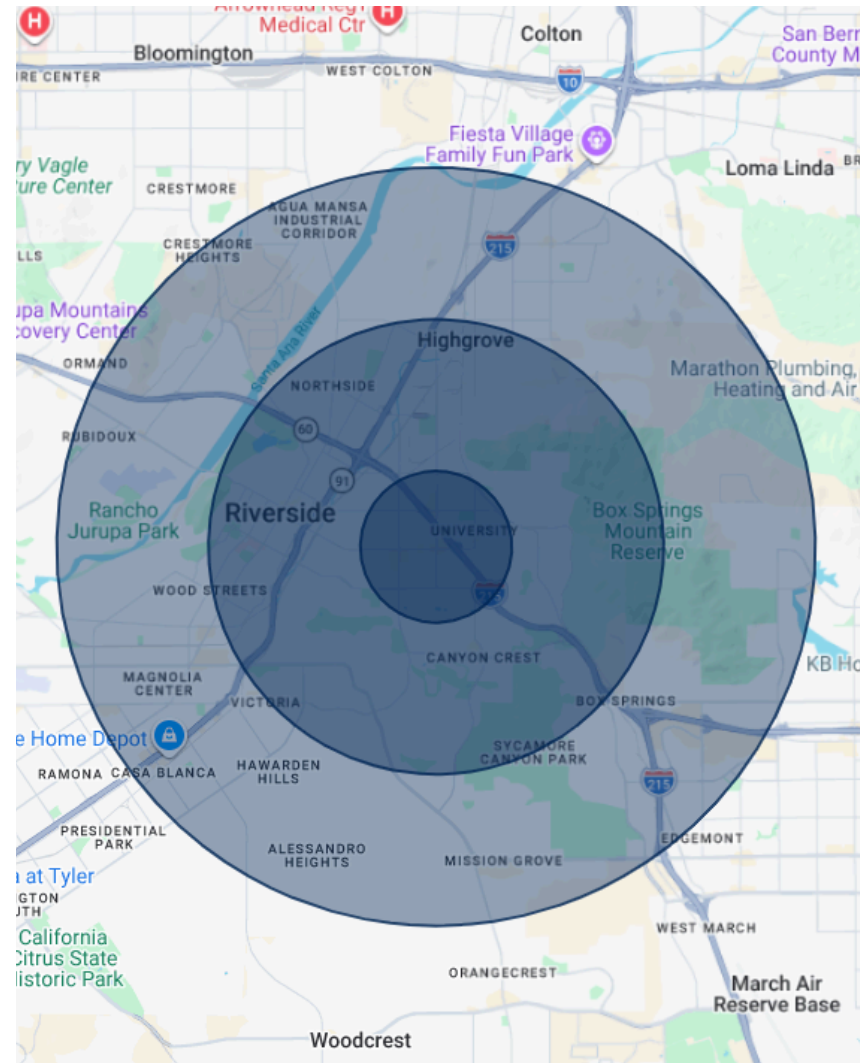 Arrowhead Reg'l
Medical Ctr
H
H
Bloomington
Colton
San Bern
County M
RE CENTER
WEST COLTON
10
Fiesta Village
Family Fun Park
ry Vagle
ture Center
CRESTMORE
Loma Linda
BR
AGUA MANSA
INDUSTRIAL
CORRIDOR
CRESTMORE
HEIGHTS
215
LLS
upa Mountains
covery Center
Santa Ana River
Highgrove
ORMAND
NORTHSIDE
Marathon Plumbing,
Heating and Air
RUBIDOUX
60
91
Rancho
Jurupa Park
Riverside
UNIVERSITY
Box Springs
Mountain
Reserve
WOOD STREETS
215
CANYON CREST
KB Ho
MAGNOLIA
CENTER
VICTORIA
BOX SPRINGS
e Home Depot
SYCAMORE
CANYON PARK
RAMONA
CASA BLANCA
HAWARDEN
HILLS
215
PRESIDENTIAL
PARK
EDGEMONT
ALESSANDRO
HEIGHTS
MISSION GROVE
a at Tyler
GTON
UTH
WEST MARCH
California
Citrus State
Historic Park
ORANGECREST
March Air
Reserve Base
Woodcrest